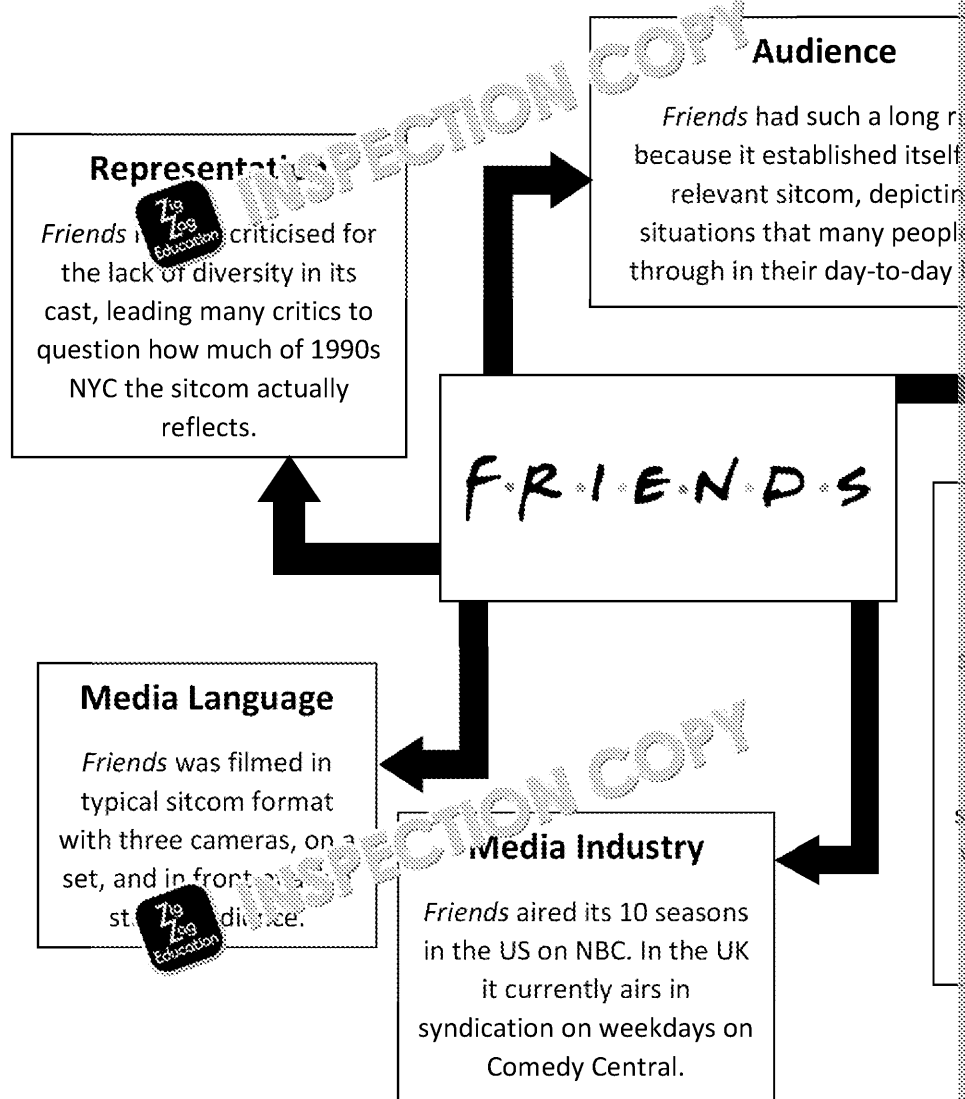 Audience
Friends had such a long r
because it established itself
relevant sitcom, depictin
situations that many peopl
through in their day-to-day
Representation
Friends criticised for
the lack of diversity in its
cast, leading many critics to
question how much of 1990s
NYC the sitcom actually
reflects.
F·R·I·E·N·D·S
Media Language
Friends was filmed in
typical sitcom format
with three cameras, on a
set, and in front
Media Industry
Friends aired its 10 seasons
in the US on NBC. In the UK
it currently airs in
syndication on weekdays on
Comedy Central.
INSPECTION COPY
Zig
Zag
Education
INSPECTION COPY
Zig
Zag
Education